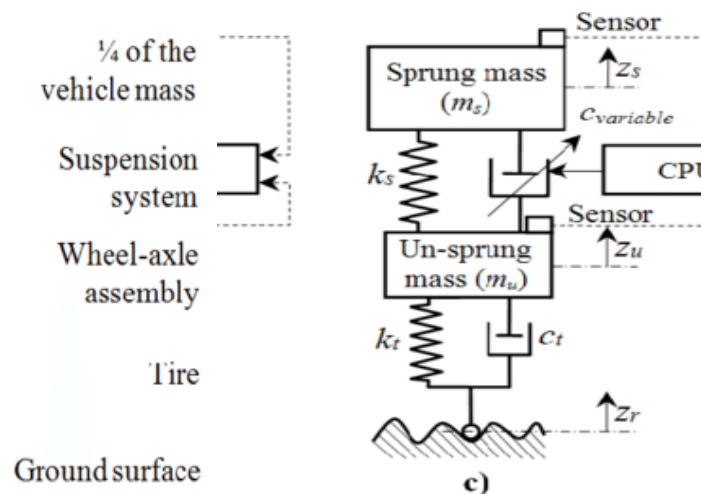 ¼ of the
vehicle mass
Suspension
system
Wheel-axle
assembly
Tire
Ground surface
Sensor
Sprung mass
(ms)
zs
cvariable
ks
CPU
Sensor
Un-sprung
mass (mu)
zu
kt
ct
zr
c)